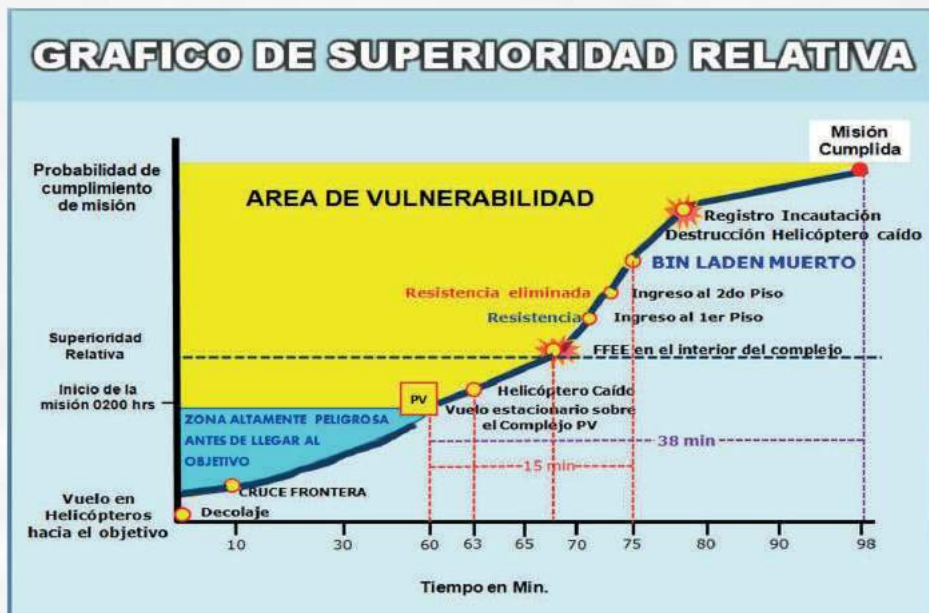 GRAFICO DE SUPERIORIDAD RELATIVA
Misión
Cumplida
Probabilidad de
cumplimiento
de misión
AREA DE VULNERABILIDAD
Registro Incautación
Destrucción Helicóptero caído
BIN LADEN MUERTO
Resistencia eliminada
Ingreso al 2do Piso
Resistencia
Ingreso al 1er Piso
Superioridad
Relativa
FFEE en el interior del complejo
Inicio de la
misión 0200 hrs
PV
Helicóptero Caído
Vuelo estacionario sobre
el Complejo PV
ZONA ALTAMENTE PELIGROSA
ANTES DE LLEGAR AL
OBJETIVO
38 min
15 min
CRUCE FRONTERA
Vuelo en
Helicópteros
hacia el objetivo
Decolaje
10 30 60 63 65 70 75 80 90 98
Tiempo en Min.